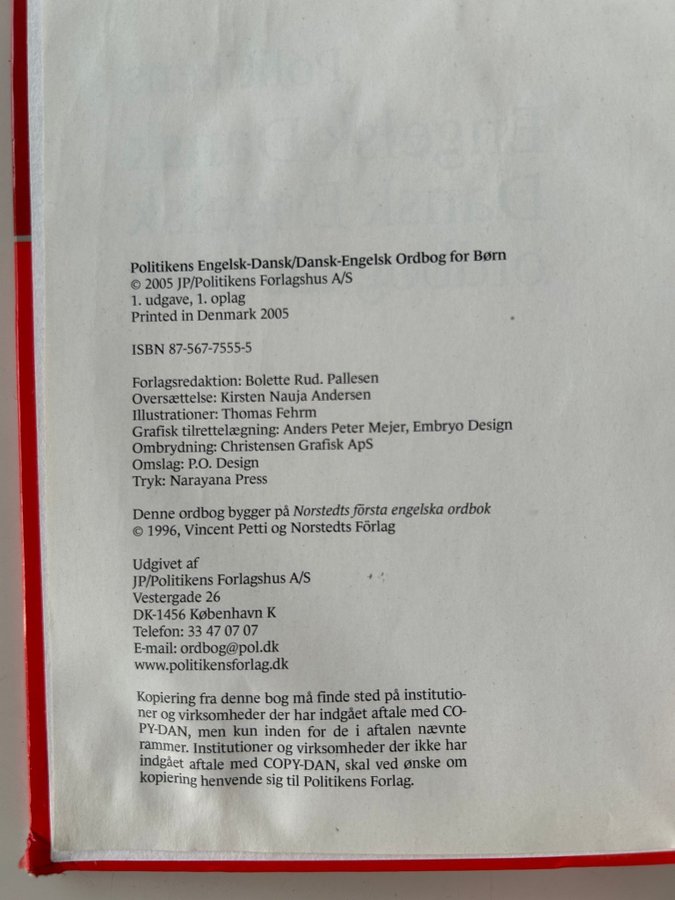 Politikens Engelsk-Dansk/Dansk-Engelsk Ordbog for Børn
© 2005 JP/Politikens Forlagshus A/S
1. udgave, 1. oplag
Printed in Denmark 2005
ISBN 87-567-7555-5
Forlagsredaktion: Bolette Rud. Pallesen
Oversættelse: Kirsten Nauja Andersen
Illustrationer: Thomas Fehrm
Grafisk tilrettelægning: Anders Peter Mejer, Embryo Design
Ombrydning: Christensen Grafisk ApS
Omslag: P.O. Design
Tryk: Narayana Press
Denne ordbog bygger på Norstedts första engelska ordbok
© 1996, Vincent Petti og Norstedts Förlag
Udgivet af
JP/Politikens Forlagshus A/S
Vestergade 26
DK-1456 København K
Telefon: 33 47 07 07
E-mail: ordbog@pol.dk
www.politikensforlag.dk
Kopiering fra denne bog må finde sted på institutio-
ner og virksomheder der har indgået aftale med CO-
PY-DAN, men kun inden for de i aftalen nævnte
rammer. Institutioner og virksomheder der ikke har
indgået aftale med COPY-DAN, skal ved ønske om
kopiering henvende sig til Politikens Forlag.